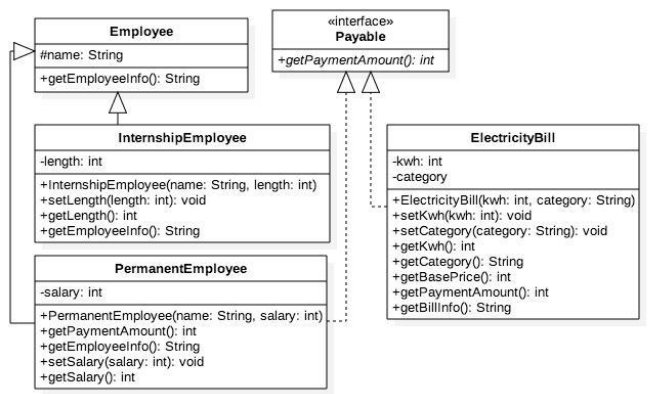 Employee
#name: String
+getEmployeeInfo(): String
«interface»
Payable
+getPaymentAmount(): int
InternshipEmployee
-length: int
+InternshipEmployee(name: String, length: int)
+setLength(length: int): void
+getLength(): int
+getEmployeeInfo(): String
ElectricityBill
-kwh: int
-category
+ElectricityBill(kwh: int, category: String)
+setKwh(kwh: int): void
+setCategory(category: String): void
+getKwh(): int
+getCategory(): String
+getBasePrice(): int
+getPaymentAmount(): int
+getBillInfo(): String
PermanentEmployee
-salary: int
+PermanentEmployee(name: String, salary: int)
+getPaymentAmount(): int
+getEmployeeInfo(): String
+setSalary(salary: int): void
+getSalary(): int